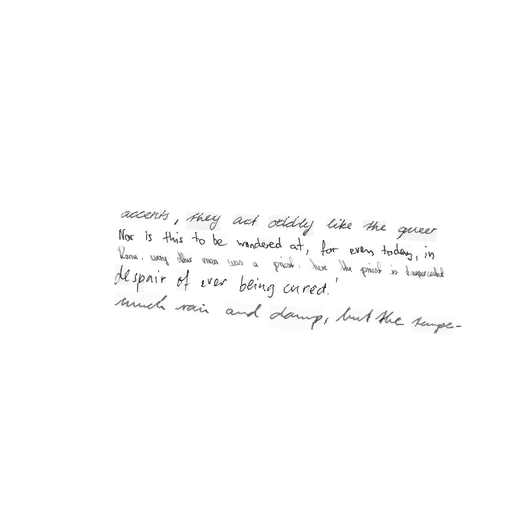 accents, they act oddly like the queer
Nor is this to be wondered at, for even today, in
Rome, every other man was a priest, here the priest is
despair of ever being cured.'
much rain and damp, but the tempe-